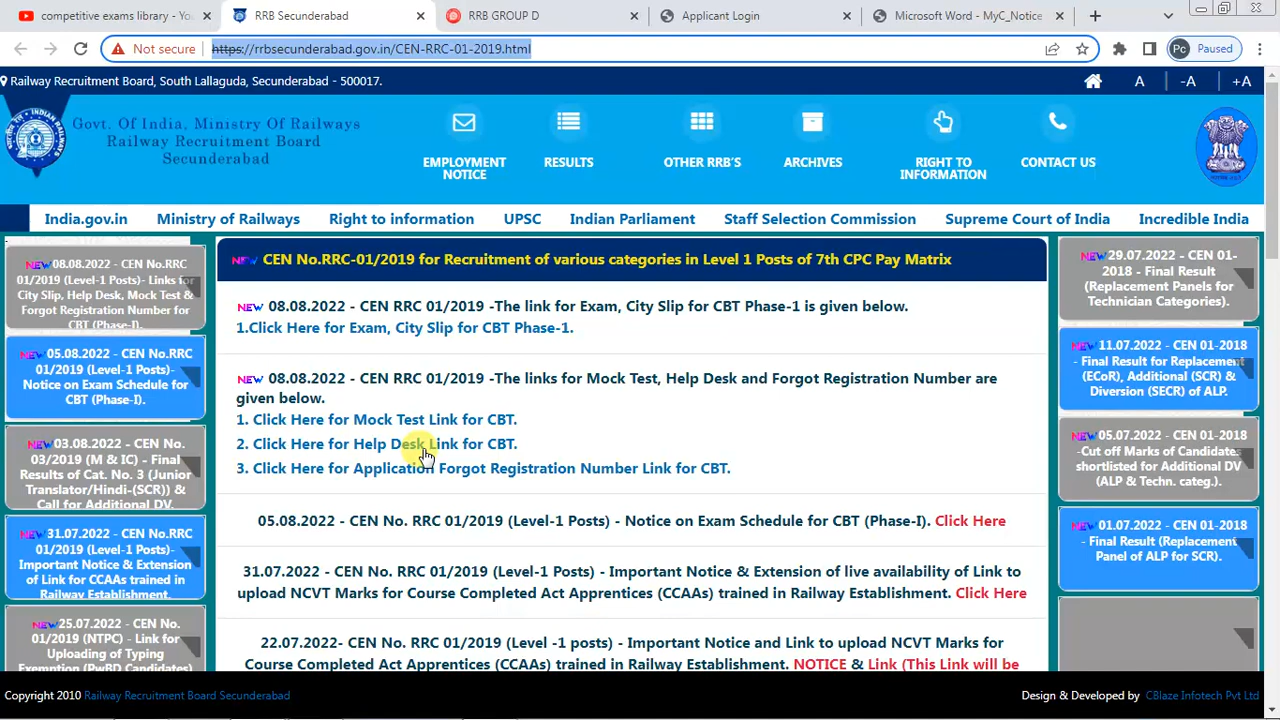 competitive exams library - You
RRB Secunderabad
RRB GROUP D
Applicant Login
Microsoft Word - MyC_Notice
Not secure
https://rrbsecunderabad.gov.in/CEN-RRC-01-2019.html
Pc Paused
Railway Recruitment Board, South Lallaguda, Secunderabad - 500017.
A -A +A
Govt. Of India, Ministry Of Railways
Railway Recruitment Board
Secunderabad
EMPLOYMENT
NOTICE
RESULTS
OTHER RRB'S
ARCHIVES
RIGHT TO
INFORMATION
CONTACT US
India.gov.in Ministry of Railways Right to information UPSC Indian Parliament Staff Selection Commission Supreme Court of India Incredible India
NEW 08.08.2022 - CEN No.RRC
01/2019 (Level-1 Posts)- Links for
City Slip, Help Desk, Mock Test &
Forgot Registration Number for
CBT (Phase-I).
NEW 05.08.2022 - CEN No.RRC
01/2019 (Level-1 Posts)-
Notice on Exam Schedule for
CBT (Phase-I).
NEW 03.08.2022 - CEN No.
03/2019 (M & IC) - Final
Results of Cat. No. 3 (Junior
Translator/Hindi-(SCR)) &
Call for Additional DV.
NEW 31.07.2022 - CEN No.RRC
01/2019 (Level-1 Posts)-
Important Notice & Extension
of Link for CCAAs trained in
Railway Establishment.
NEW 25.07.2022 - CEN No.
01/2019 (NTPC) - Link for
Uploading of Typing
Exemption (PwBD Candidates)
NEW CEN No.RRC-01/2019 for Recruitment of various categories in Level 1 Posts of 7th CPC Pay Matrix
NEW 08.08.2022 - CEN RRC 01/2019 -The link for Exam, City Slip for CBT Phase-1 is given below.
1.Click Here for Exam, City Slip for CBT Phase-1.
NEW 08.08.2022 - CEN RRC 01/2019 -The links for Mock Test, Help Desk and Forgot Registration Number are
given below.
1. Click Here for Mock Test Link for CBT.
2. Click Here for Help Desk Link for CBT.
3. Click Here for Application Forgot Registration Number Link for CBT.
05.08.2022 - CEN No. RRC 01/2019 (Level-1 Posts) - Notice on Exam Schedule for CBT (Phase-I). Click Here
31.07.2022 - CEN No. RRC 01/2019 (Level-1 Posts) - Important Notice & Extension of live availability of Link to
upload NCVT Marks for Course Completed Act Apprentices (CCAAs) trained in Railway Establishment. Click Here
22.07.2022- CEN No. RRC 01/2019 (Level -1 posts) - Important Notice and Link to upload NCVT Marks for
Course Completed Act Apprentices (CCAAs) trained in Railway Establishment. NOTICE & Link (This Link will be
NEW 29.07.2022 - CEN 01-
2018 - Final Result
(Replacement Panels for
Technician Categories).
NEW 11.07.2022 - CEN 01-2018
- Final Result for Replacement
(ECoR), Additional (SCR) &
Diversion (SECR) of ALP.
NEW 05.07.2022 - CEN 01-2018
-Cut off Marks of Candidates
shortlisted for Additional DV
(ALP & Techn. categ.).
NEW 01.07.2022 - CEN 01-2018
- Final Result (Replacement
Panel of ALP for SCR).
Copyright 2010 Railway Recruitment Board Secunderabad
Design & Developed by CBlaze Infotech Pvt Ltd